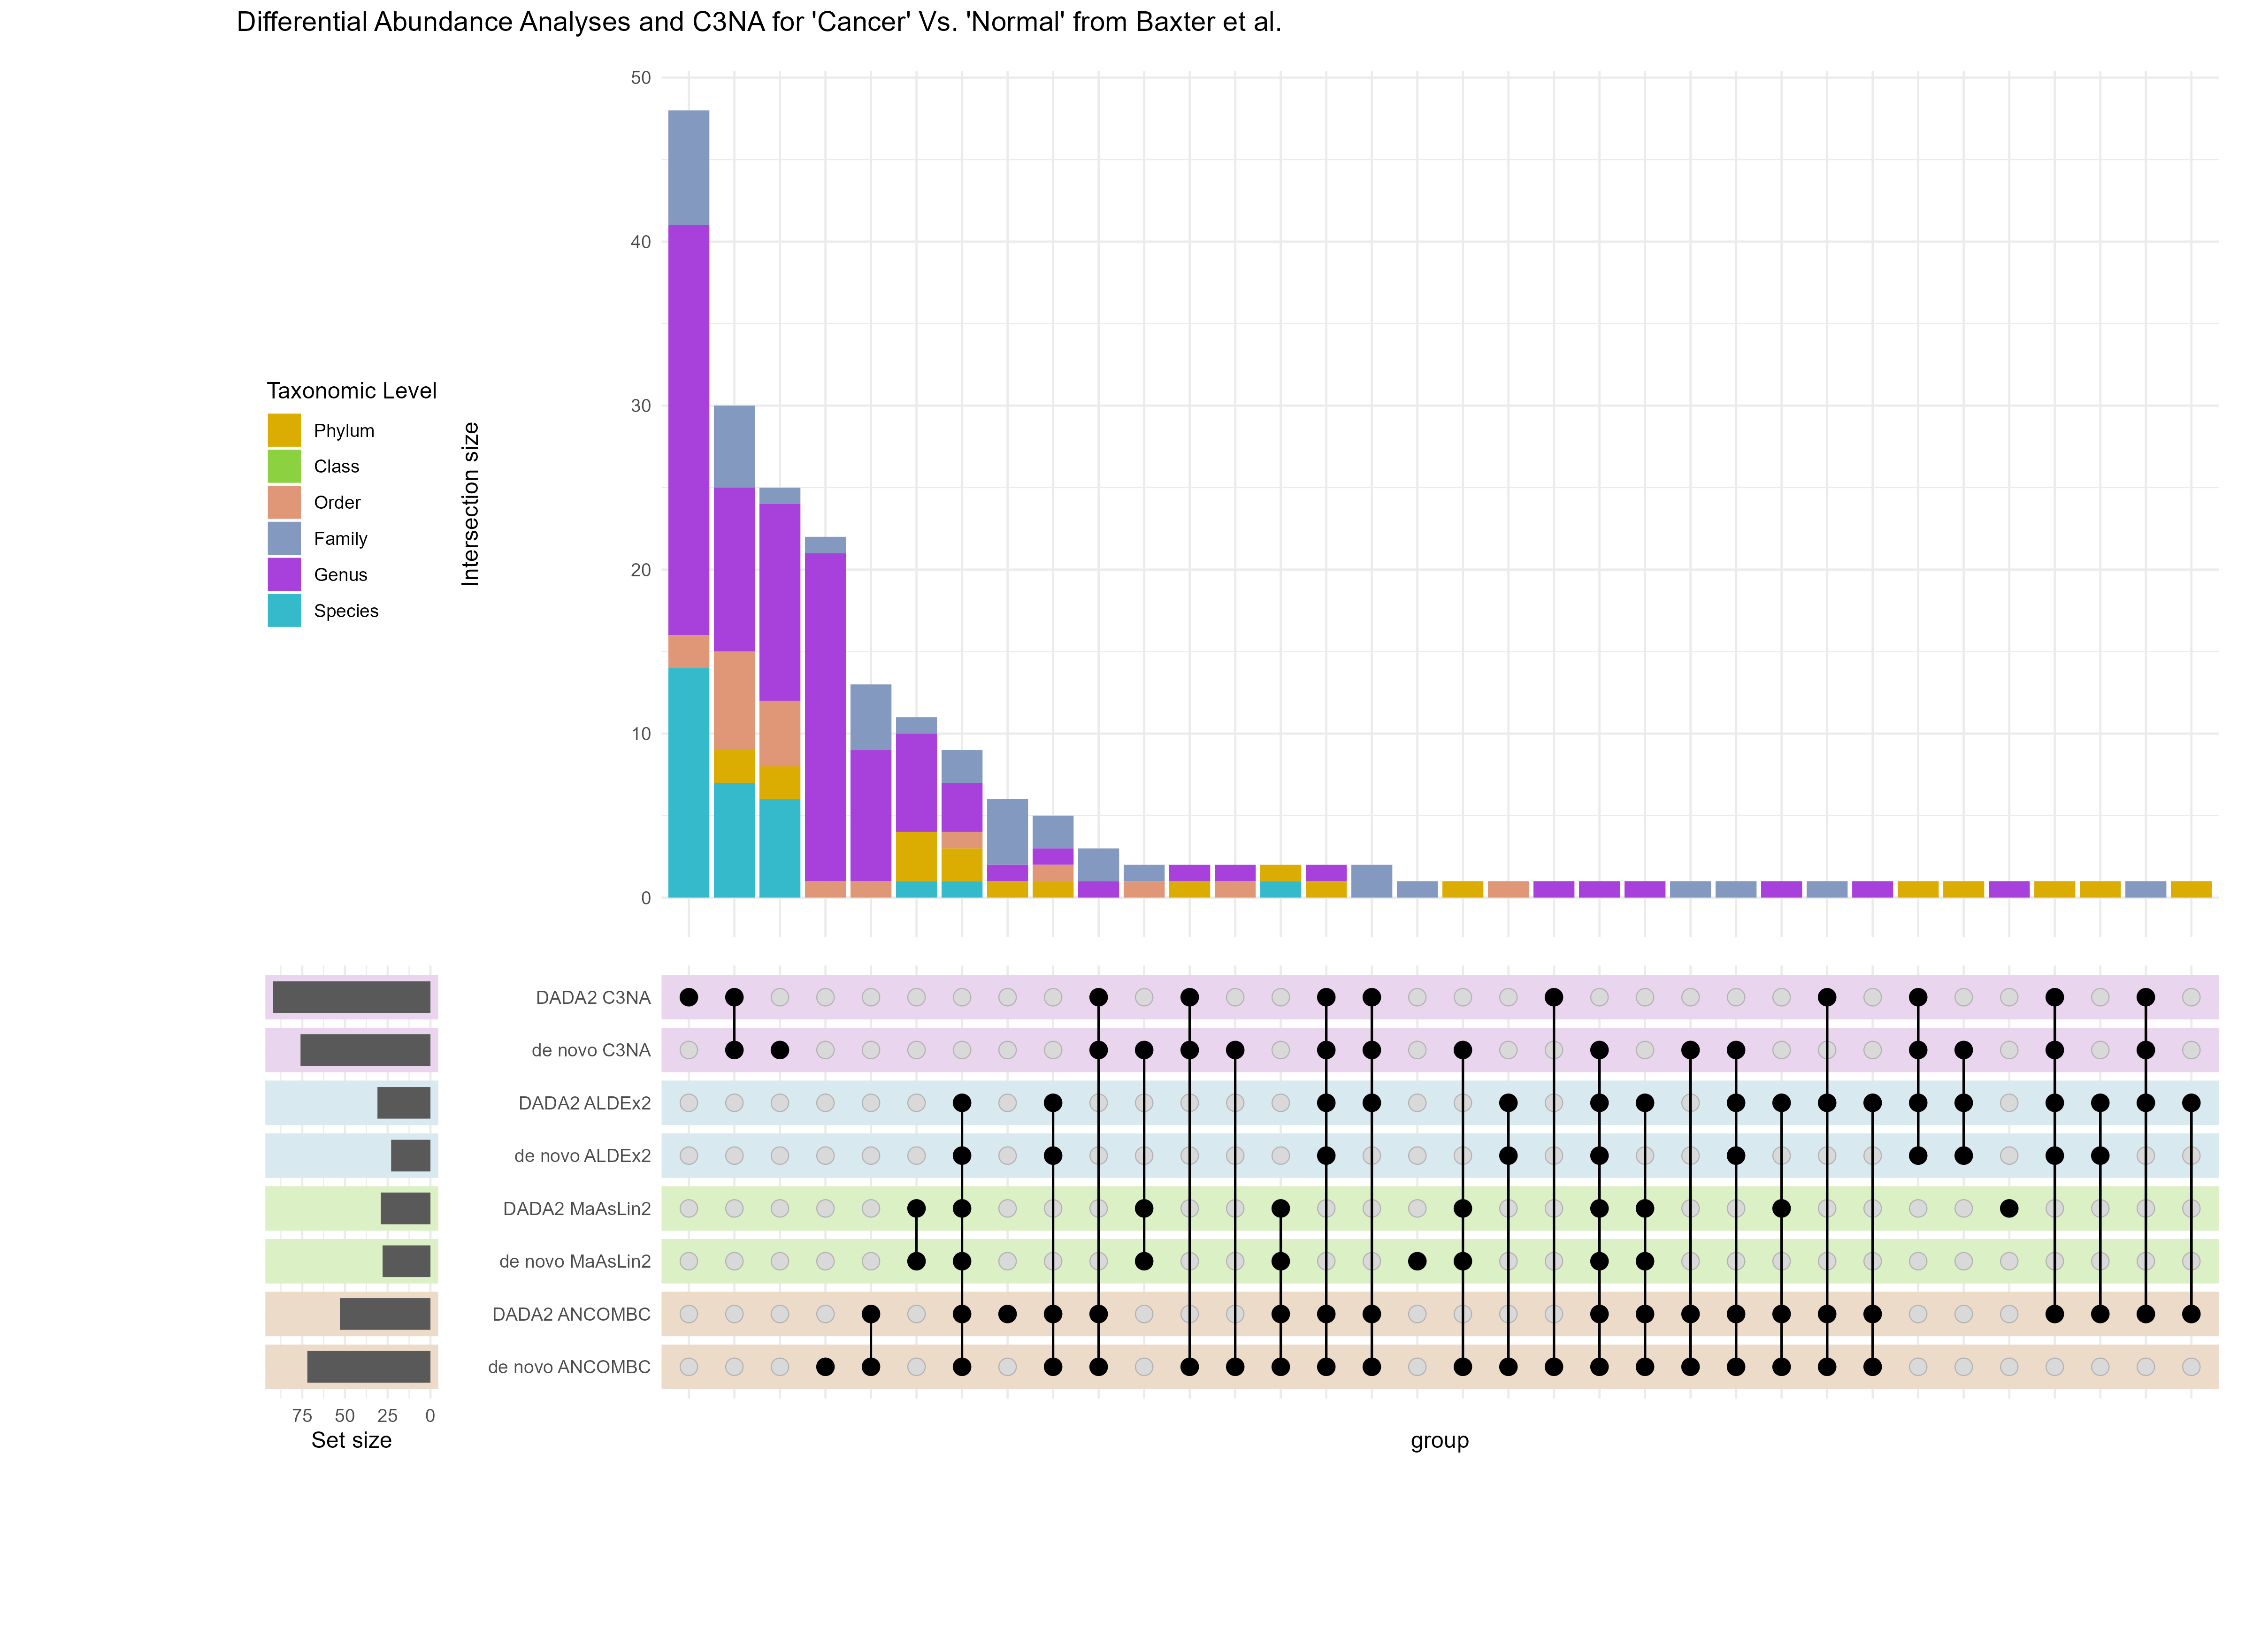 Differential Abundance Analyses and C3NA for 'Cancer' Vs. 'Normal' from Baxter et al.
50
40
30
20
10
0
Intersection size
Taxonomic Level
Phylum
Class
Order
Family
Genus
Species
DADA2 C3NA
de novo C3NA
DADA2 ALDEx2
de novo ALDEx2
DADA2 MaAsLin2
de novo MaAsLin2
DADA2 ANCOMBC
de novo ANCOMBC
75 50 25 0
Set size
group